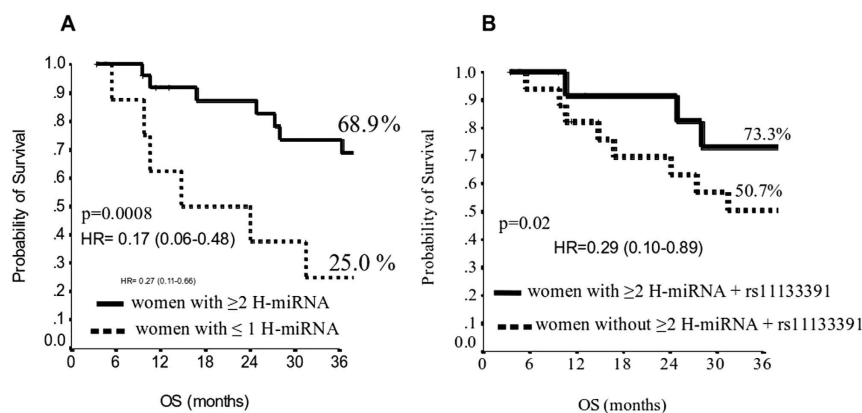 A
Probability of Survival
1.0
.9
.8
.7
.6
.5
.4
.3
.2
.1
0.0
68.9%
25.0 %
p=0.0008
HR= 0.17 (0.06-0.48)
HR= 0.27 (0.11-0.66)
women with ≥2 H-miRNA
women with ≤ 1 H-miRNA
0 6 12 18 24 30 36
OS (months)
B
Probability of Survival
1.0
.9
.8
.7
.6
.5
.4
.3
.2
.1
0.0
73.3%
50.7%
p=0.02
HR=0.29 (0.10-0.89)
women with ≥2 H-miRNA + rs11133391
women without ≥2 H-miRNA + rs11133391
0 6 12 18 24 30 36
OS (months)